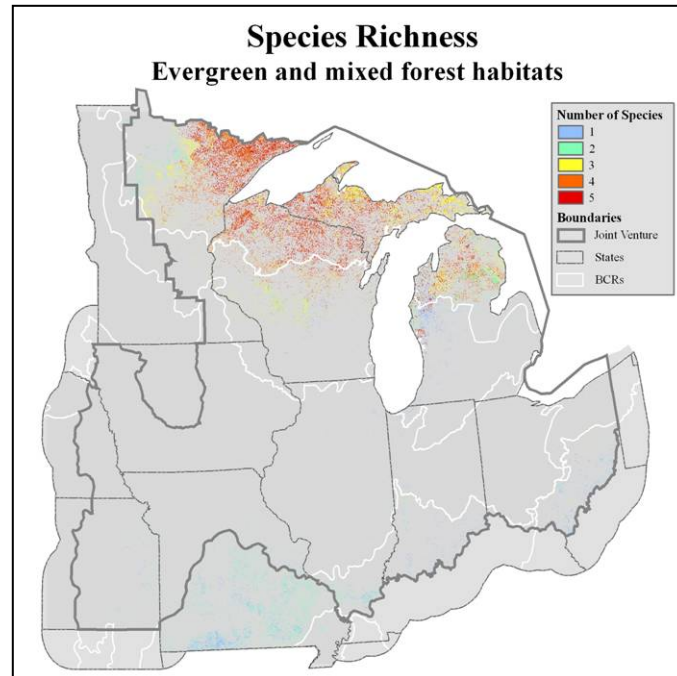 Species Richness
Evergreen and mixed forest habitats
Number of Species
1
2
3
4
5
Boundaries
Joint Venture
States
BCRs